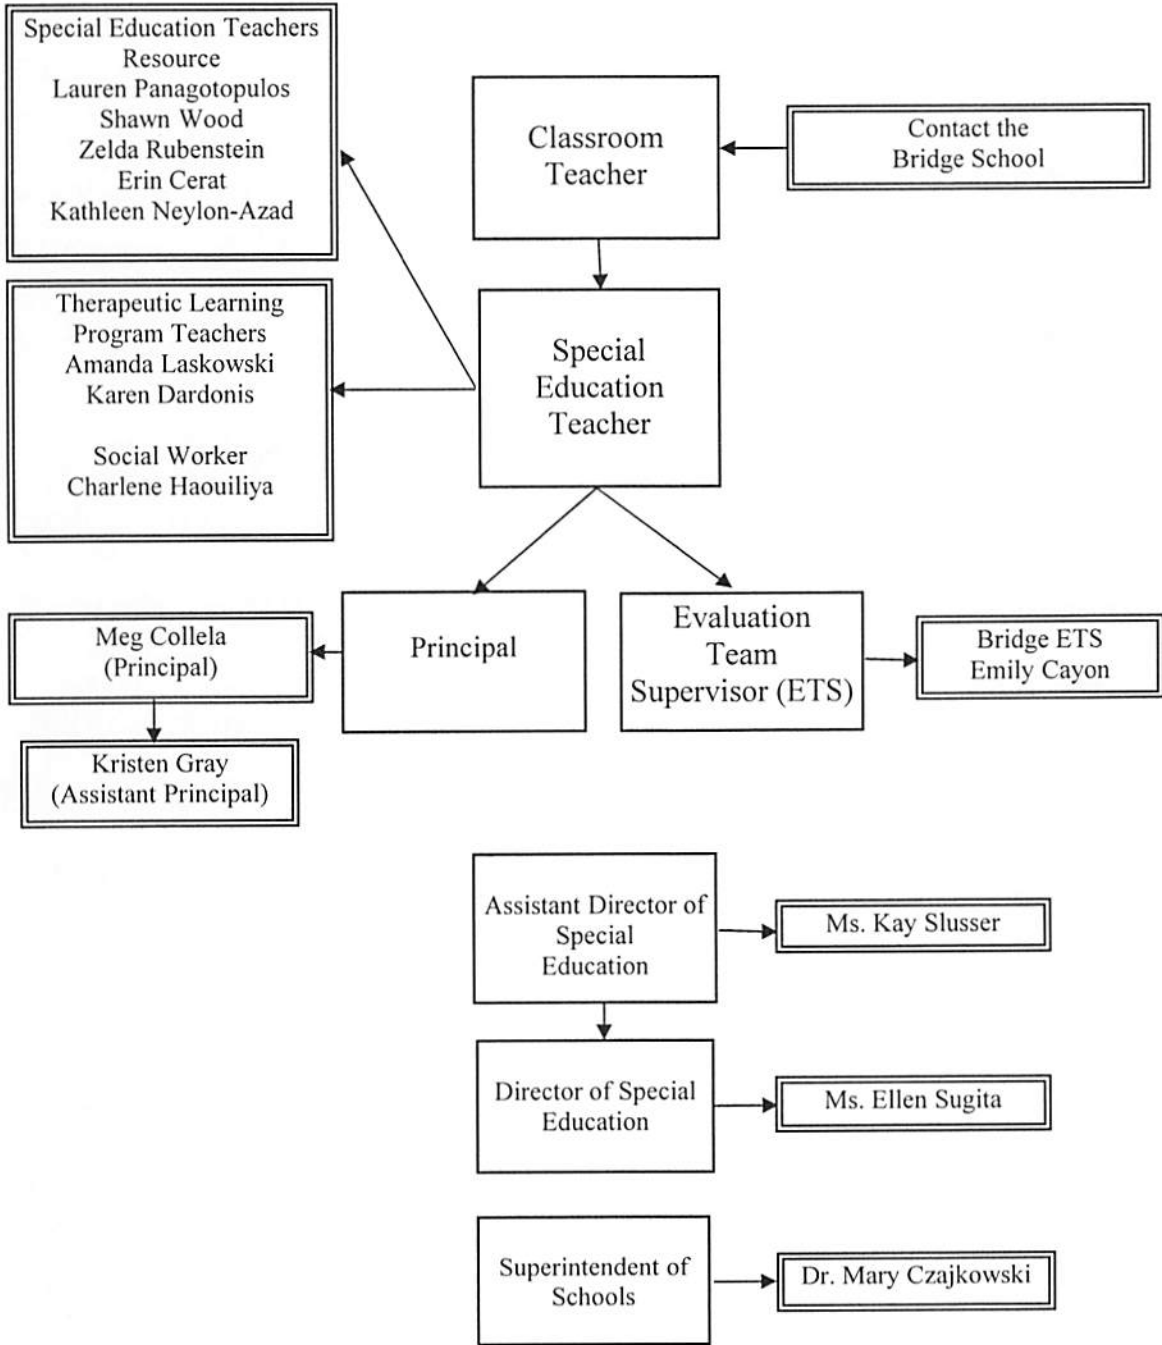 Special Education Teachers
Resource
Lauren Panagotopulos
Shawn Wood
Zelda Rubenstein
Erin Cerat
Kathleen Neylon-Azad
Classroom
Teacher
Contact the
Bridge School
Therapeutic Learning
Program Teachers
Amanda Laskowski
Karen Dardonis
Social Worker
Charlene Haouiliya
Special
Education
Teacher
Meg Collela
(Principal)
Principal
Evaluation
Team
Supervisor (ETS)
Bridge ETS
Emily Cayon
Kristen Gray
(Assistant Principal)
Assistant Director of
Special
Education
Ms. Kay Slusser
Director of Special
Education
Ms. Ellen Sugita
Superintendent of
Schools
Dr. Mary Czajkowski